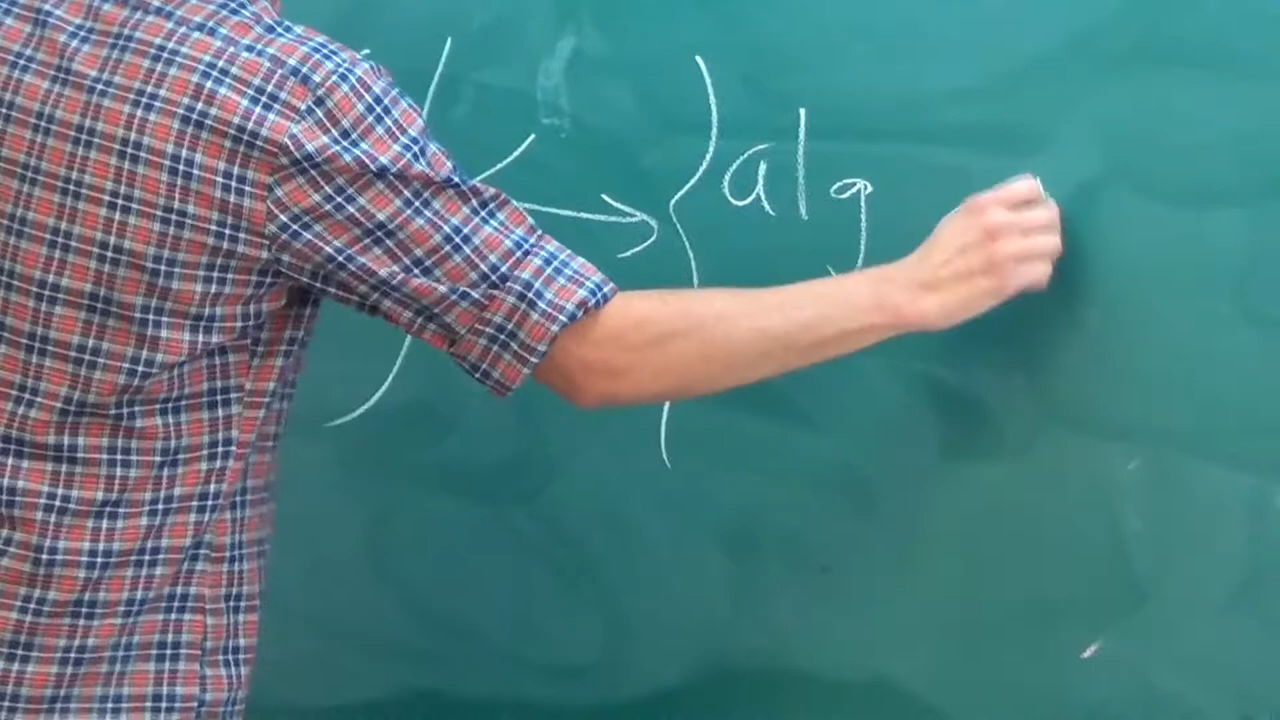 } → { alg